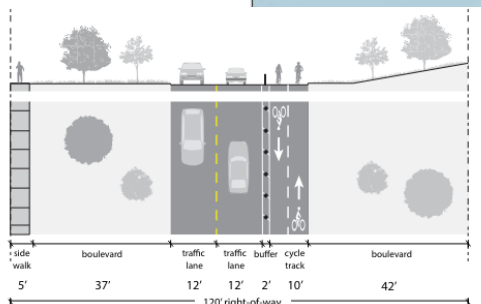 side walk
boulevard
traffic lane
traffic lane
buffer
cycle track
boulevard
5'
37'
12'
12'
2'
10'
42'
120' right-of-way